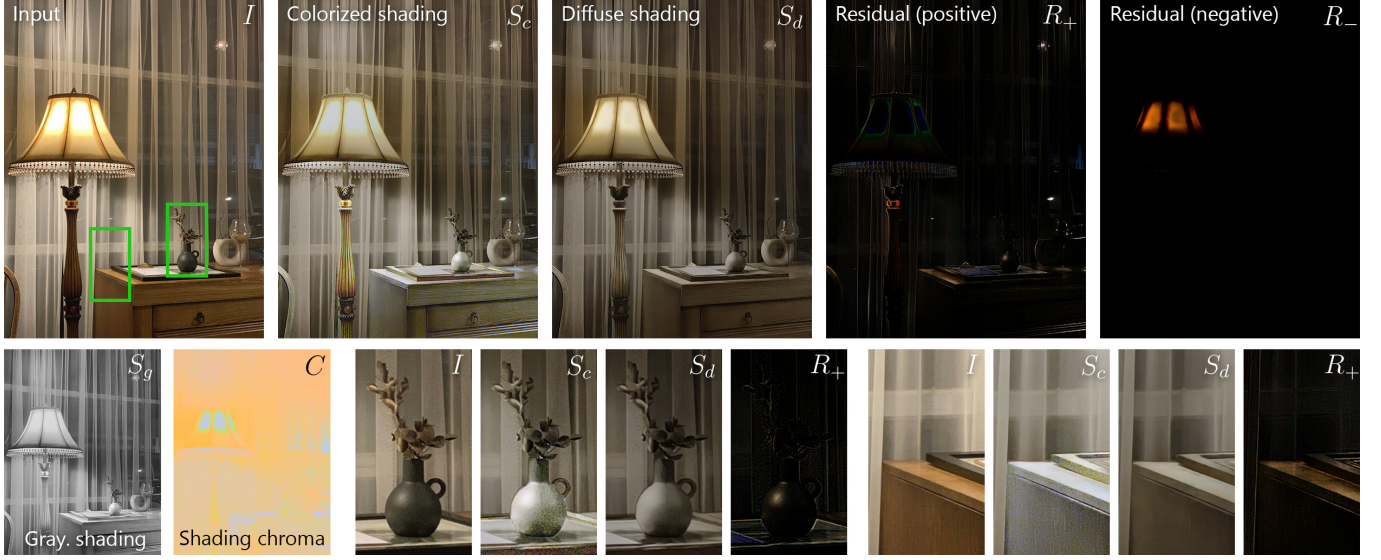 Input I
Colorized shading S_c
Diffuse shading S_d
Residual (positive) R_+
Residual (negative) R_−
S_g
Gray. shading
C
Shading chroma
I
S_c
S_d
R_+
I
S_c
S_d
R_+